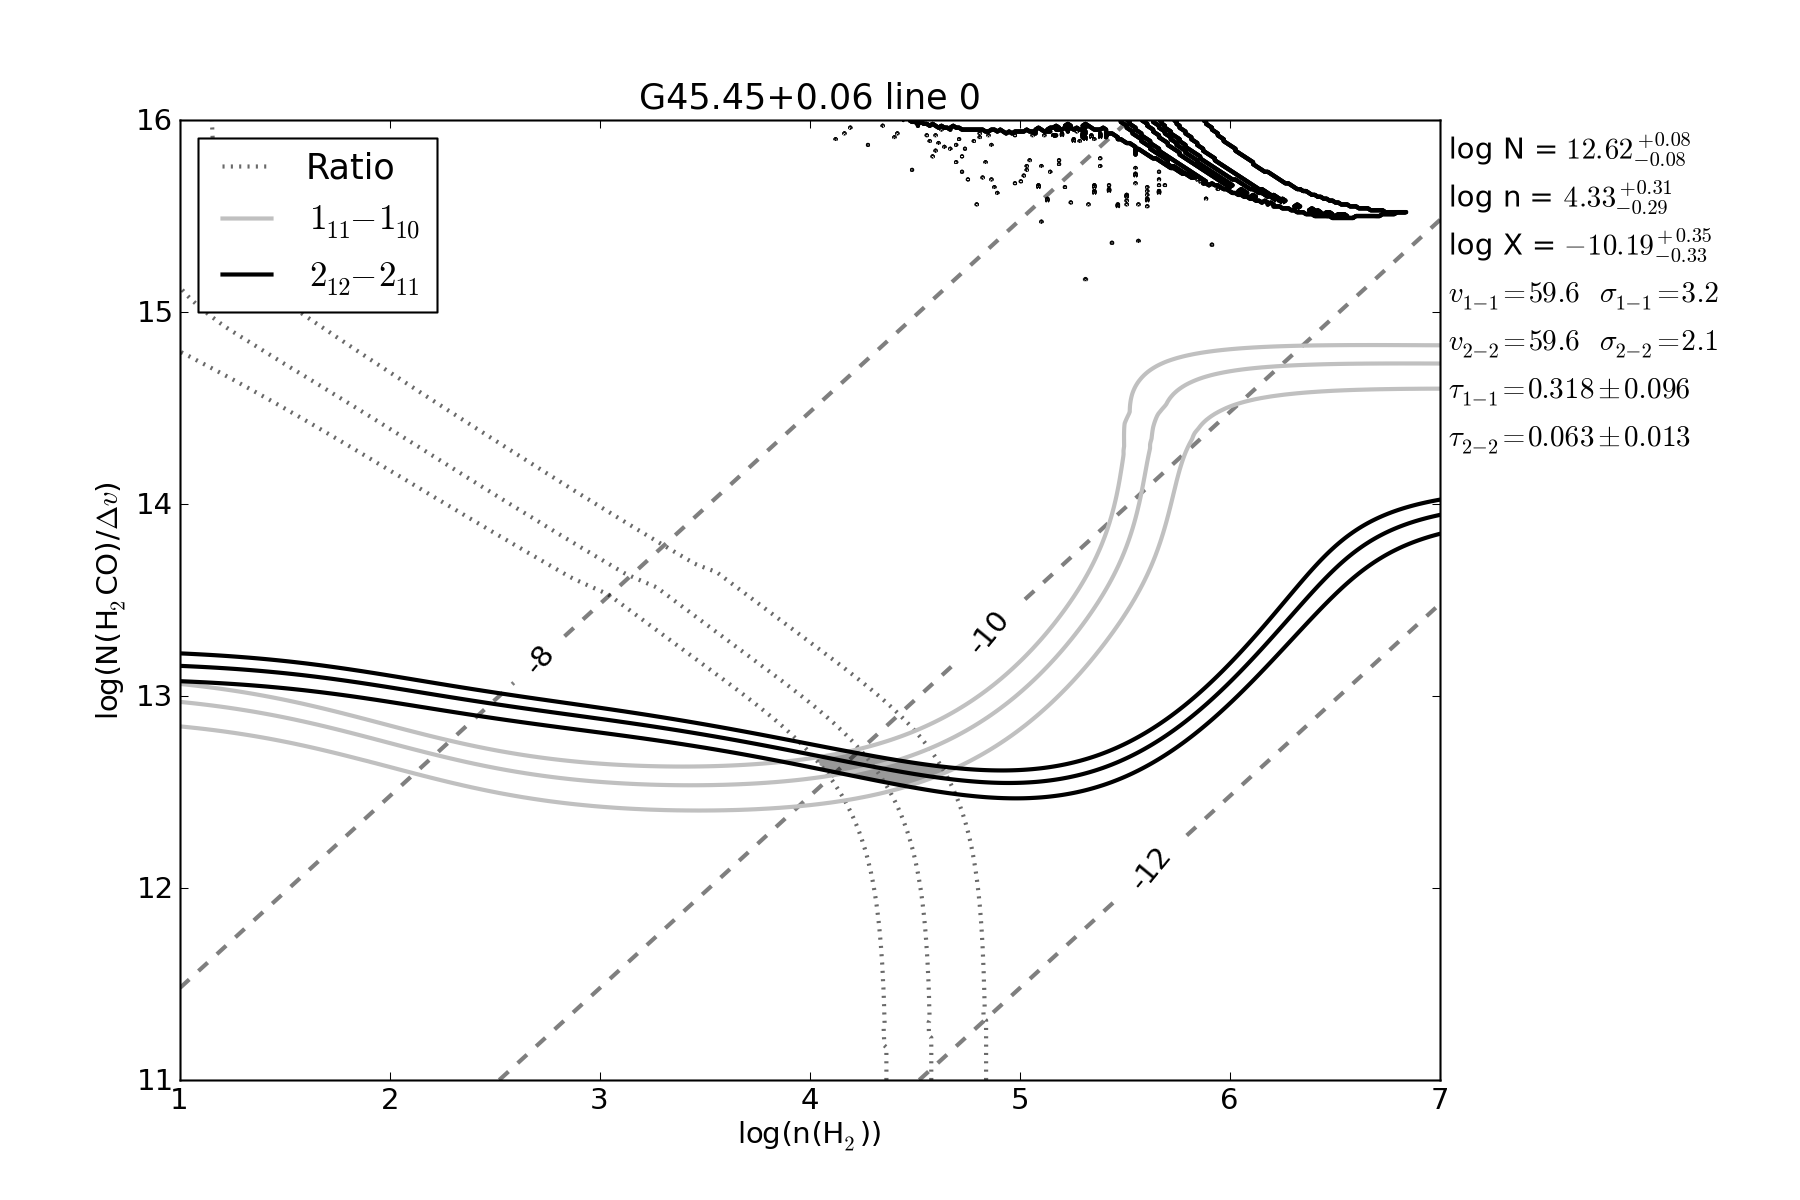 G45.45+0.06 line 0
Ratio
1₁₁−1₁₀
2₁₂−2₁₁
log N = 12.62 +0.08 −0.08
log n = 4.33 +0.31 −0.29
log X = −10.19 +0.35 −0.33
v₁₋₁=59.6 σ₁₋₁=3.2
v₂₋₂=59.6 σ₂₋₂=2.1
τ₁₋₁=0.318±0.096
τ₂₋₂=0.063±0.013
log(N(H₂CO)/Δv)
16
15
14
13
12
11
-8
-10
-12
1 2 3 4 5 6 7
log(n(H₂))